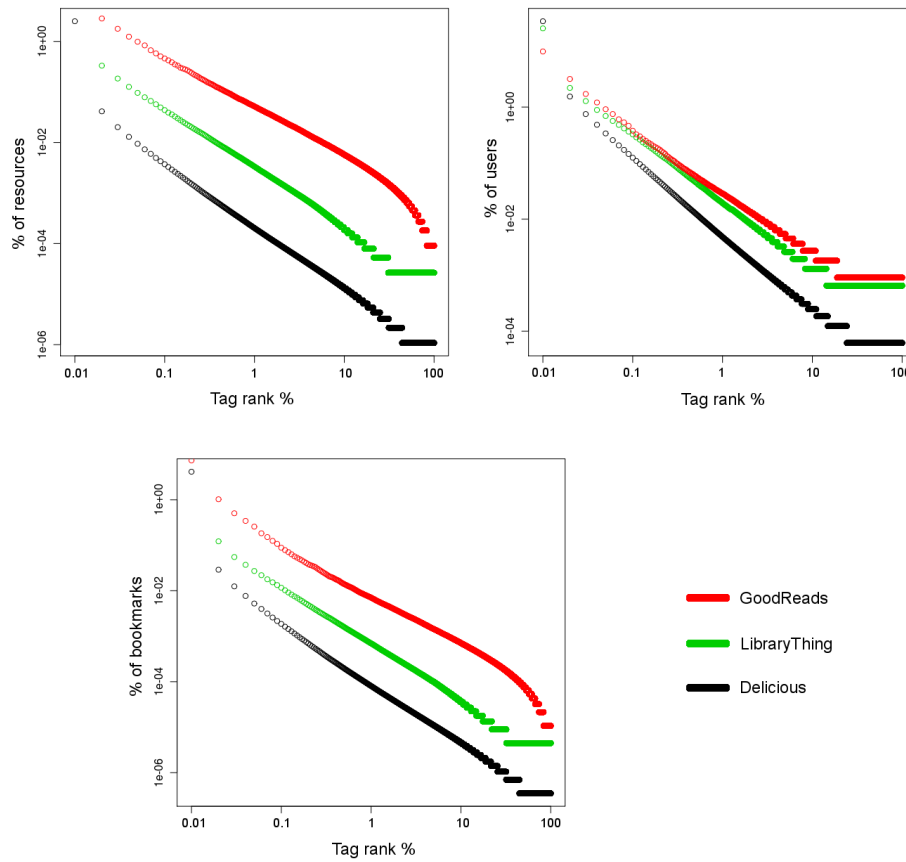 % of resources
1e+00
1e-02
1e-04
1e-06
0.01 0.1 1 10 100
Tag rank %
% of users
1e+00
1e-02
1e-04
0.01 0.1 1 10 100
Tag rank %
% of bookmarks
1e+00
1e-02
1e-04
1e-06
0.01 0.1 1 10 100
Tag rank %
GoodReads
LibraryThing
Delicious